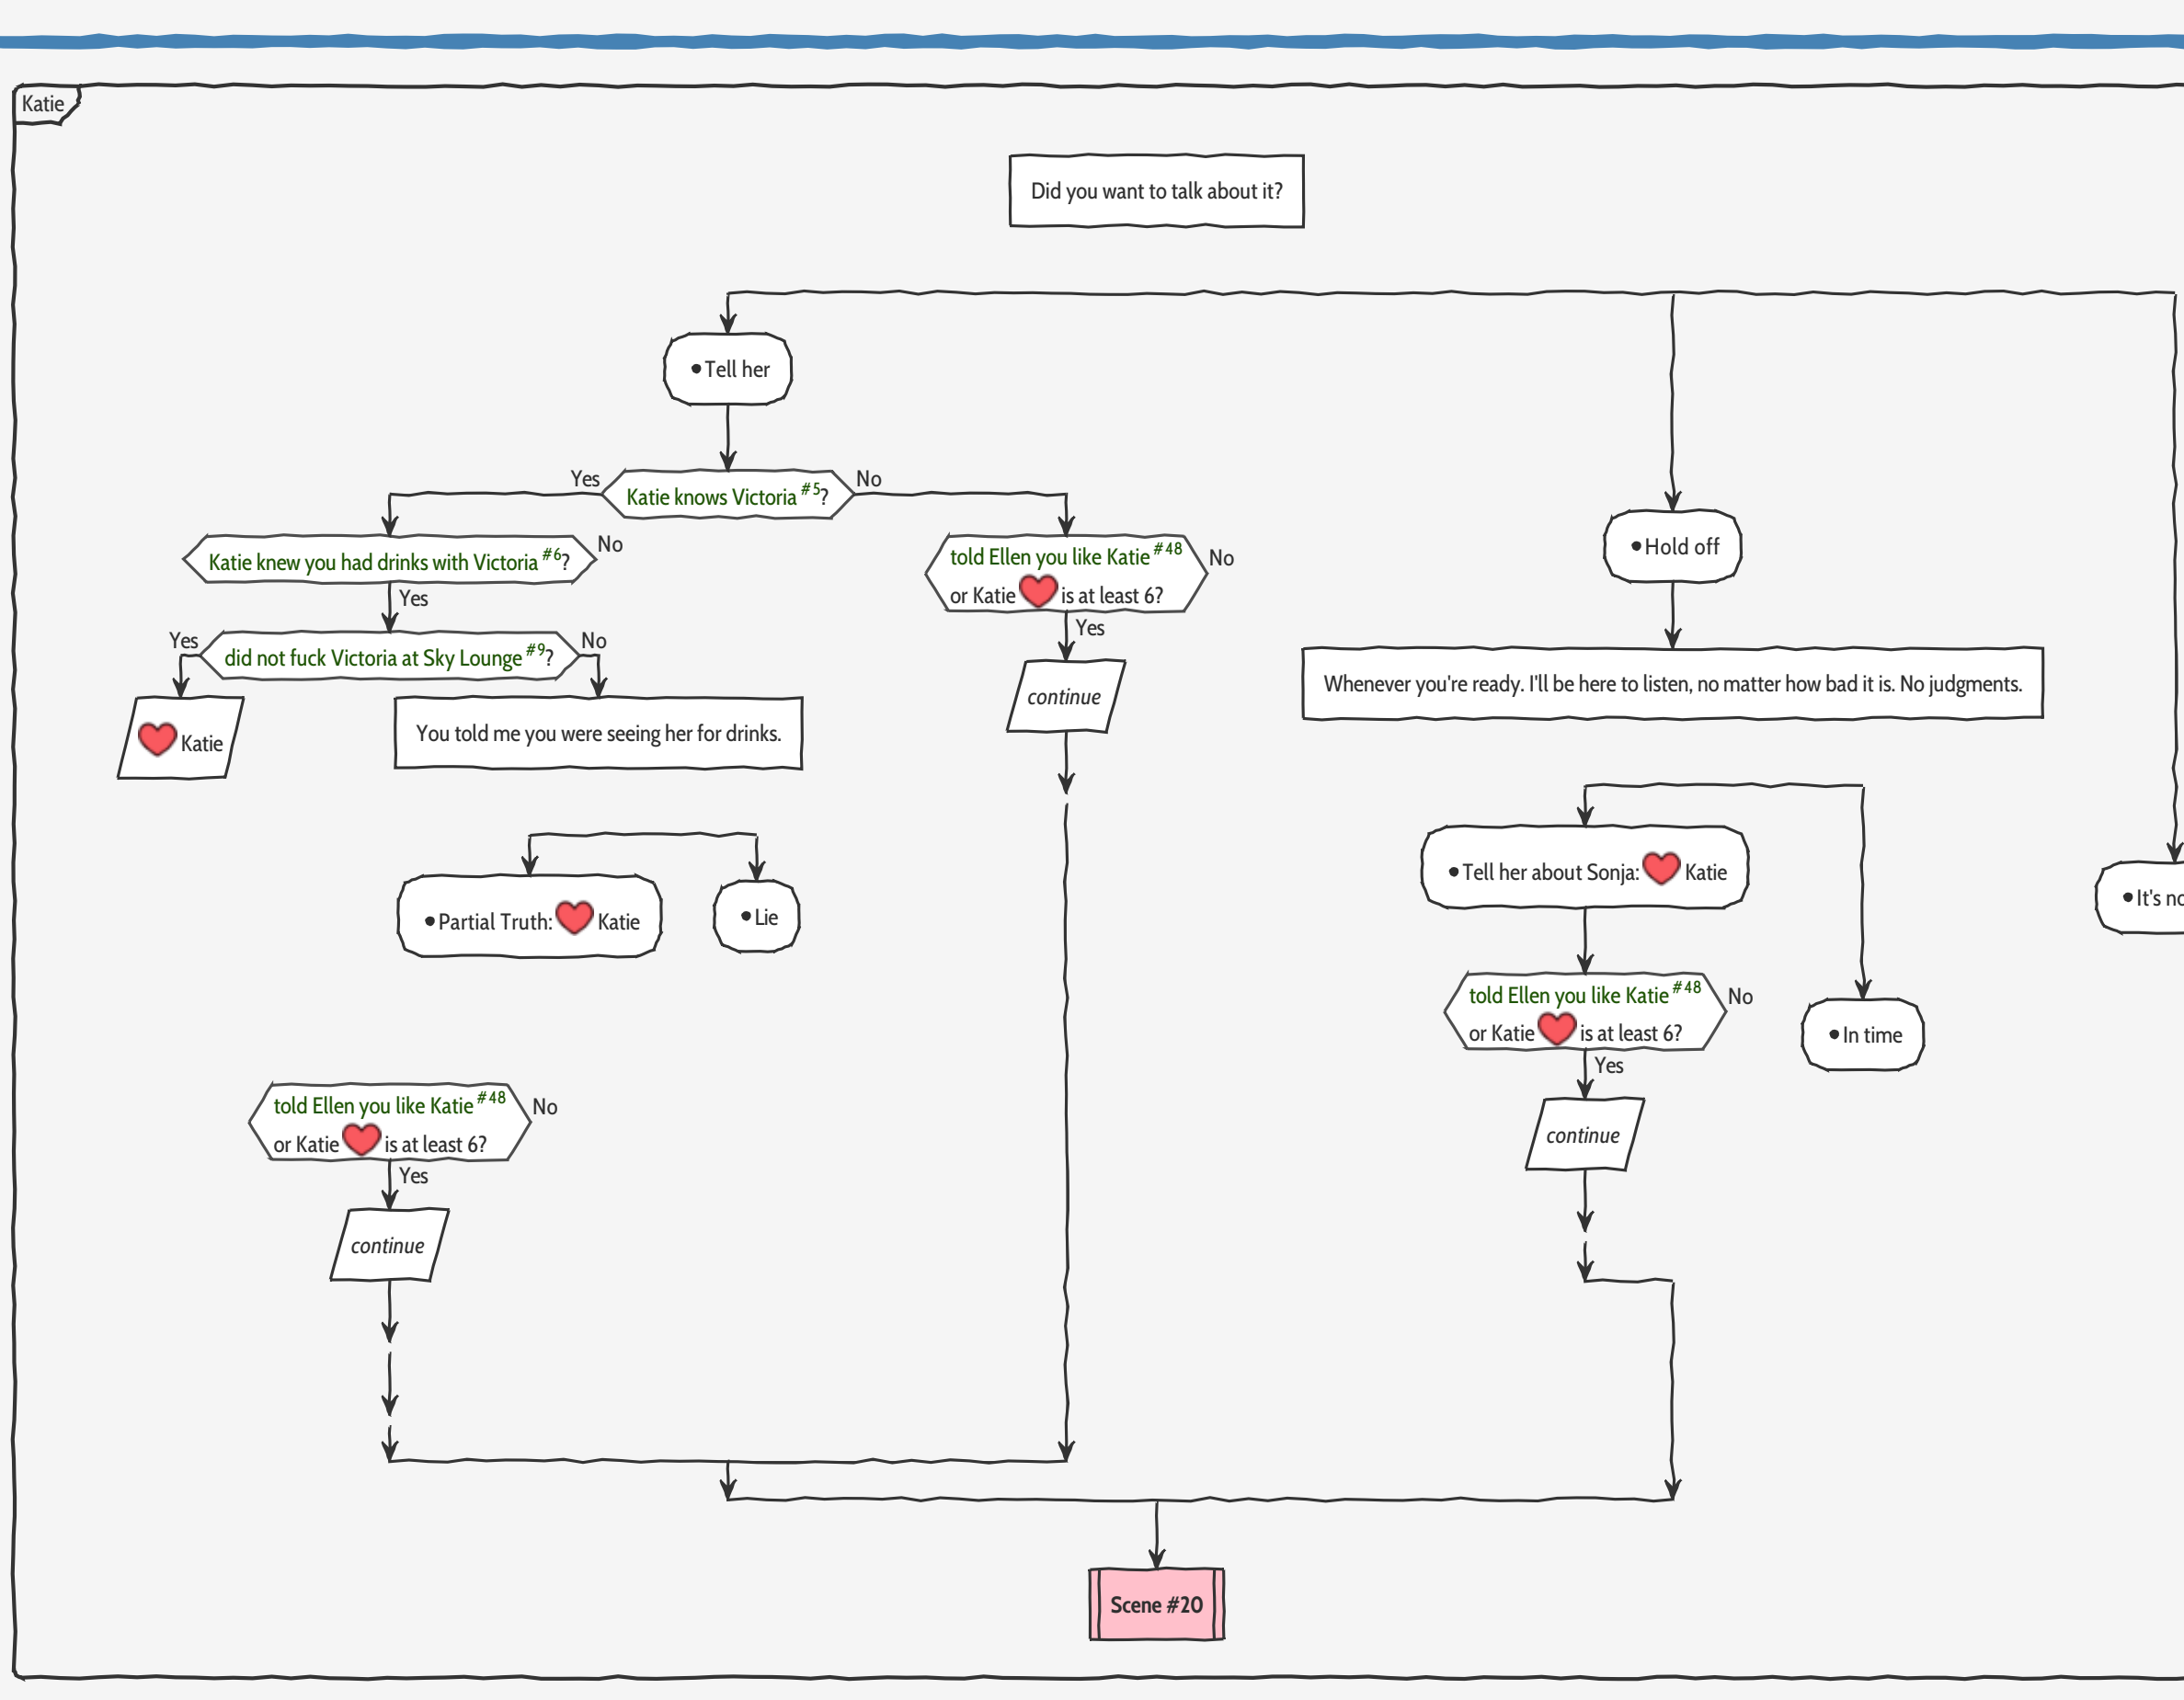 Katie
Did you want to talk about it?
•Tell her
Yes
Katie knows Victoria #5?
No
Katie knew you had drinks with Victoria #6?
No
Yes
Yes
did not fuck Victoria at Sky Lounge #9?
No
Katie
You told me you were seeing her for drinks.
•Partial Truth: Katie
•Lie
told Ellen you like Katie #48
or Katie is at least 6?
No
Yes
continue
told Ellen you like Katie #48
or Katie is at least 6?
No
Yes
continue
•Hold off
Whenever you're ready. I'll be here to listen, no matter how bad it is. No judgments.
•Tell her about Sonja: Katie
told Ellen you like Katie #48
or Katie is at least 6?
No
Yes
continue
•In time
•It's
Scene #20